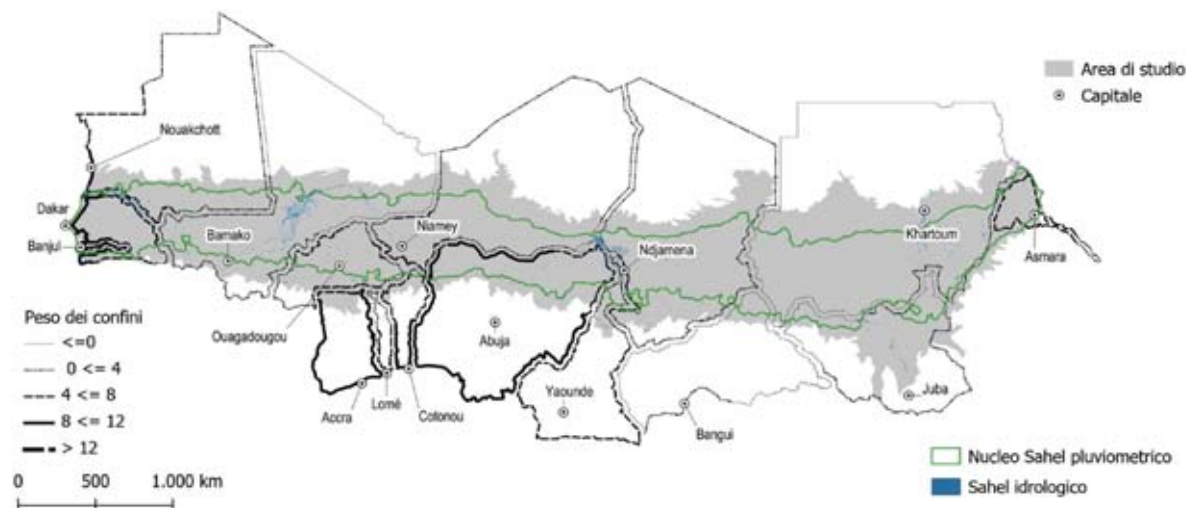 Area di studio
Capitale
Nouakchott
Dakar
Banjul
Bamako
Niamey
Ndjamena
Khartoum
Asmara
Ouagadougou
Abuja
Accra
Lomé
Cotonou
Yaounde
Bangui
Juba
Peso dei confini
<=0
0 <= 4
4 <= 8
8 <= 12
> 12
0 500 1.000 km
Nucleo Sahel pluviometrico
Sahel idrologico